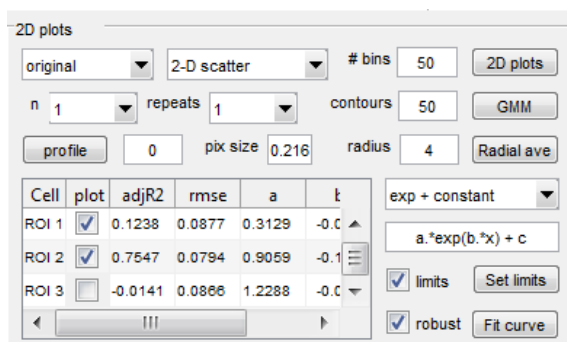 2D plots
original 2-D scatter # bins 50 2D plots
n 1 repeats 1 contours 50 GMM
profile 0 pix size 0.216 radius 4 Radial ave
Cell plot adjR2 rmse a exp + constant
ROI 1 0.1238 0.0877 0.3129
a.*exp(b.*x) + c
ROI 2 0.7547 0.0794 0.9059 -0.1
limits Set limits
ROI 3 -0.0141 0.0866 1.2288
robust Fit curve